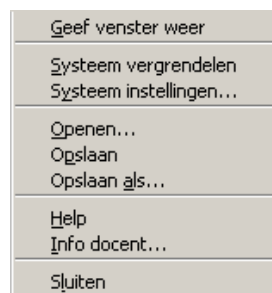 Geef venster weer
Systeem vergrendelen
Systeem instellingen...
Openen...
Opslaan
Opslaan als...
Help
Info docent...
Sluiten